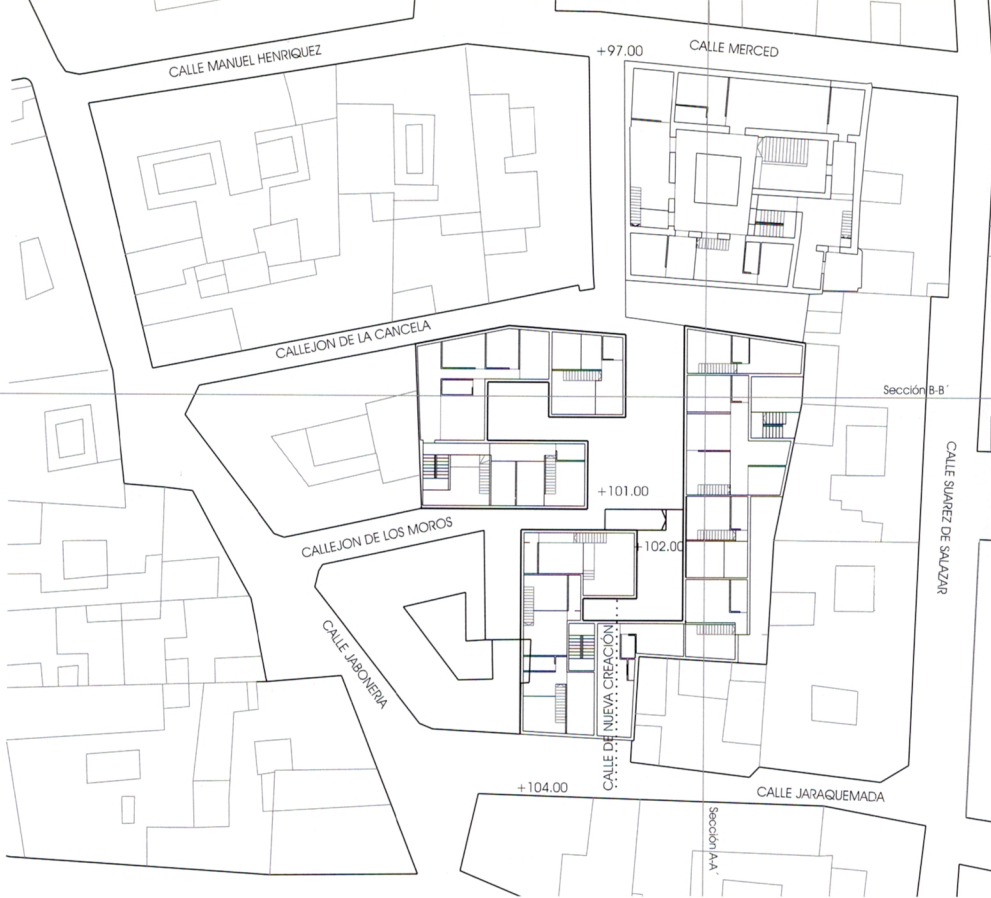 +97.00
CALLE MERCED
CALLE MANUEL HENRIQUEZ
CALLEJON DE LA CANCELA
Sección B-B´
CALLE SUAREZ DE SALAZAR
+101.00
CALLEJON DE LOS MOROS
+102.00
CALLE JABONERIA
CALLE DE NUEVA CREACIÓN
+104.00
CALLE JARAQUEMADA
Sección A-A´